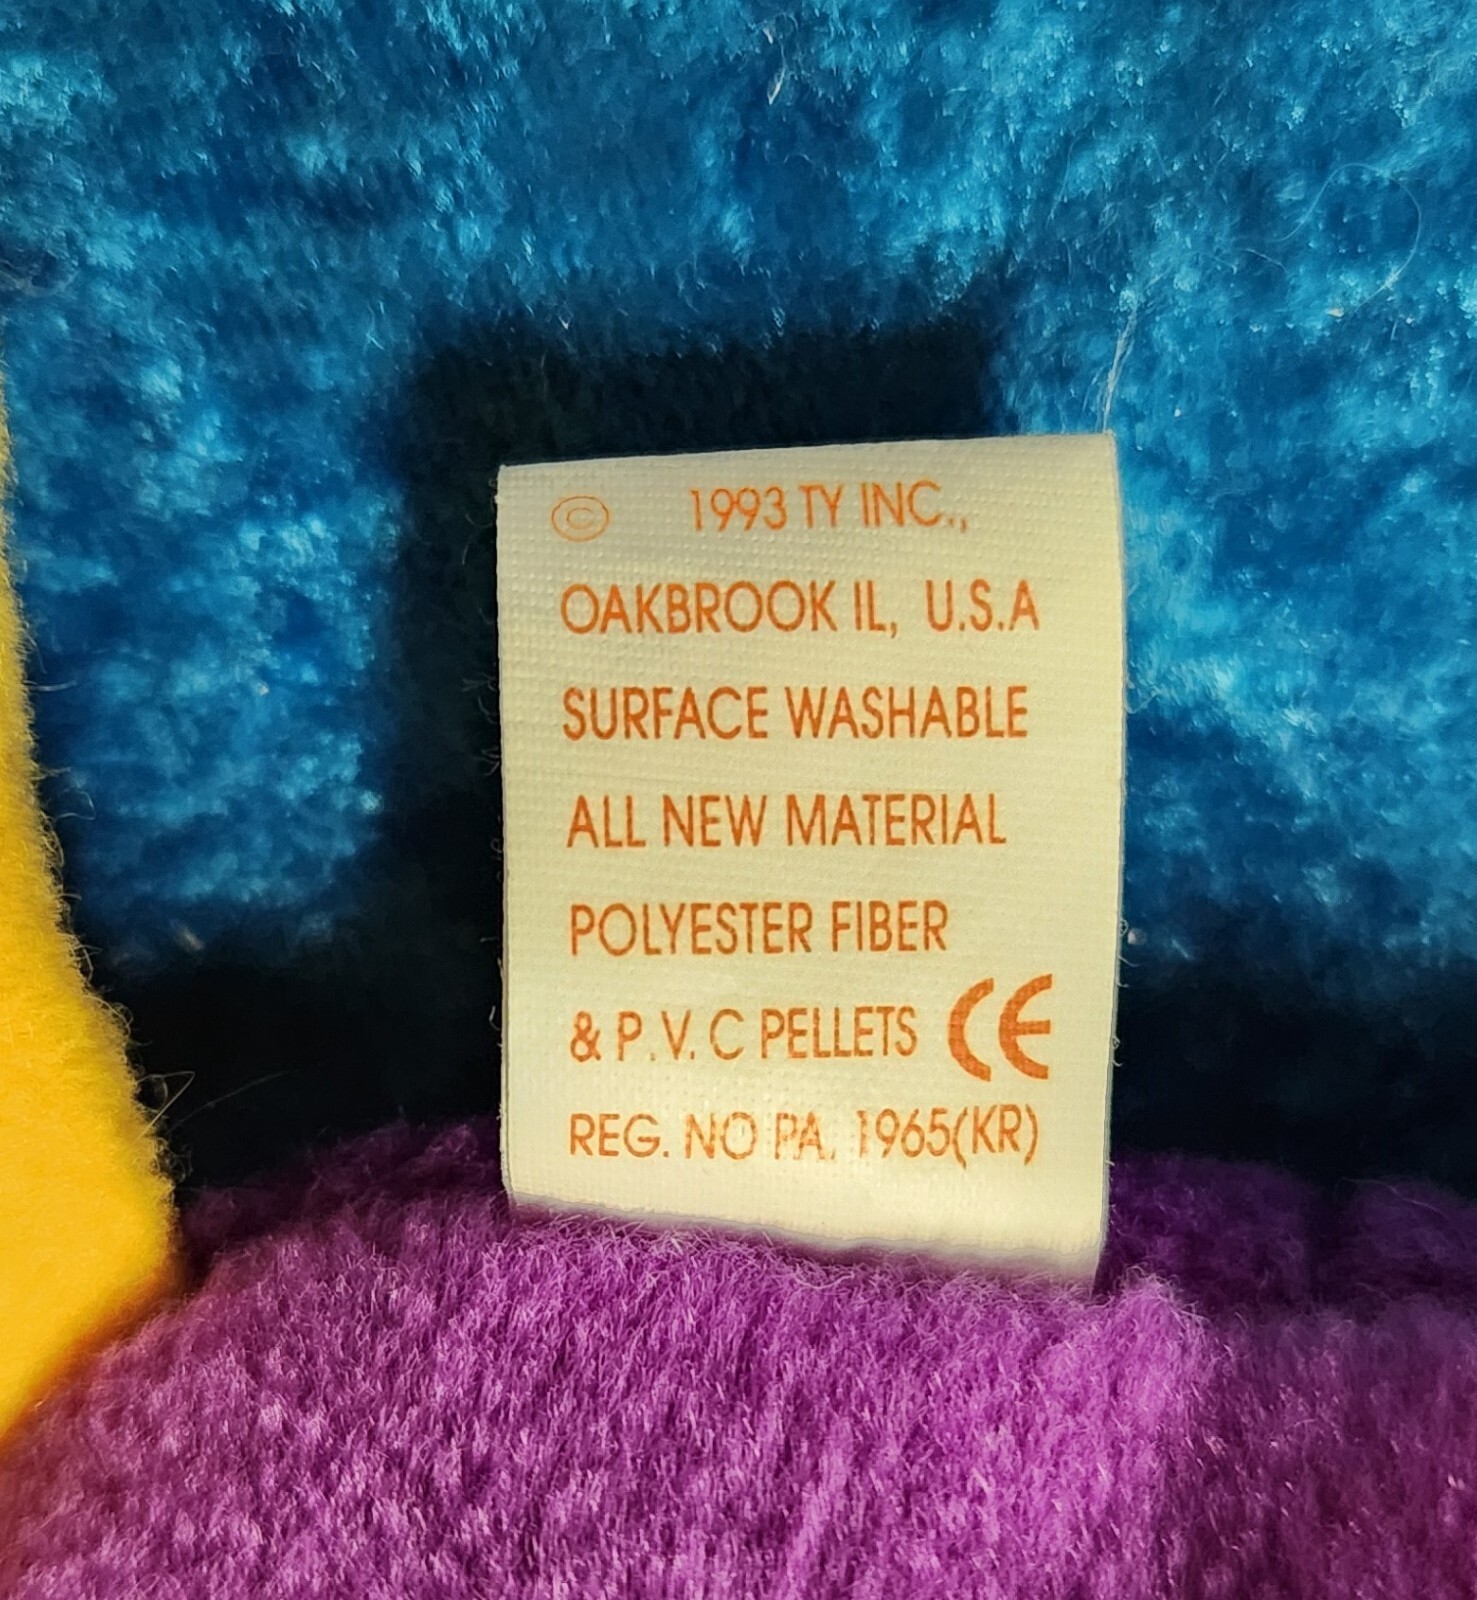 © 1993 TY INC.,
OAKBROOK IL, U.S.A
SURFACE WASHABLE
ALL NEW MATERIAL
POLYESTER FIBER
& P.V.C PELLETS CE
REG. NO PA. 1965(KR)